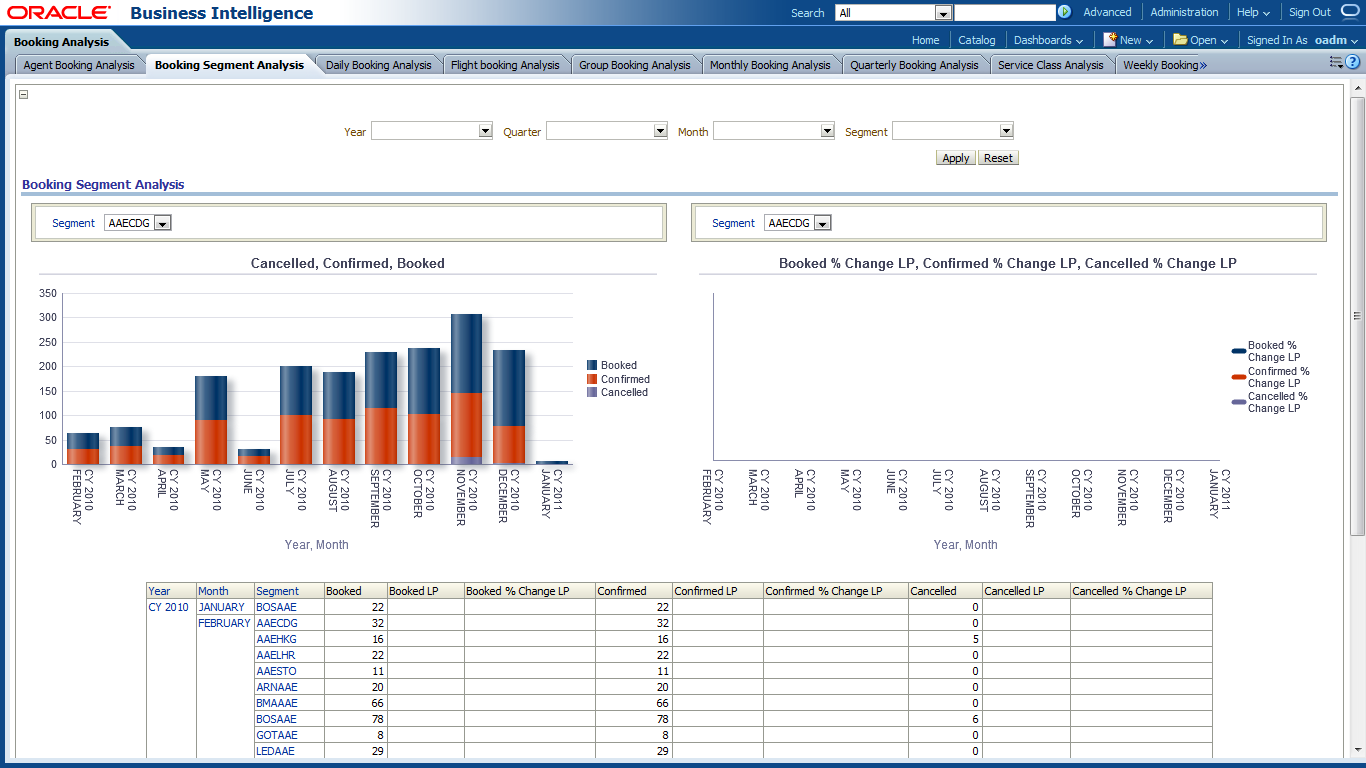 ORACLE Business Intelligence
Search All Advanced Administration Help Sign Out
Booking Analysis
Home Catalog Dashboards New Open Signed In As oadm
Agent Booking Analysis Booking Segment Analysis Daily Booking Analysis Flight booking Analysis Group Booking Analysis Monthly Booking Analysis Quarterly Booking Analysis Service Class Analysis Weekly Booking»
Year Quarter Month Segment
Apply Reset
Booking Segment Analysis
Segment AAECDG
Segment AAECDG
Cancelled, Confirmed, Booked
350
300
250
200
150
100
50
0
Booked
Confirmed
Cancelled
CY 2010 FEBRUARY
CY 2010 MARCH
CY 2010 APRIL
CY 2010 MAY
CY 2010 JUNE
CY 2010 JULY
CY 2010 AUGUST
CY 2010 SEPTEMBER
CY 2010 OCTOBER
CY 2010 NOVEMBER
CY 2010 DECEMBER
CY 2011 JANUARY
Year, Month
Booked % Change LP, Confirmed % Change LP, Cancelled % Change LP
Booked %
Change LP
Confirmed %
Change LP
Cancelled %
Change LP
CY 2010 FEBRUARY
CY 2010 MARCH
CY 2010 APRIL
CY 2010 MAY
CY 2010 JUNE
CY 2010 JULY
CY 2010 AUGUST
CY 2010 SEPTEMBER
CY 2010 OCTOBER
CY 2010 NOVEMBER
CY 2010 DECEMBER
CY 2011 JANUARY
Year, Month
Year Month Segment Booked Booked LP Booked % Change LP Confirmed Confirmed LP Confirmed % Change LP Cancelled Cancelled LP Cancelled % Change LP
CY 2010 JANUARY BOSAAE 22 22 0
FEBRUARY AAECDG 32 32 0
AAEHKG 16 16 5
AAELHR 22 22 0
AAESTO 11 11 0
ARNAAE 20 20 0
BMAAAE 66 66 0
BOSAAE 78 78 6
GOTAAE 8 8 0
LEDAAE 29 29 0